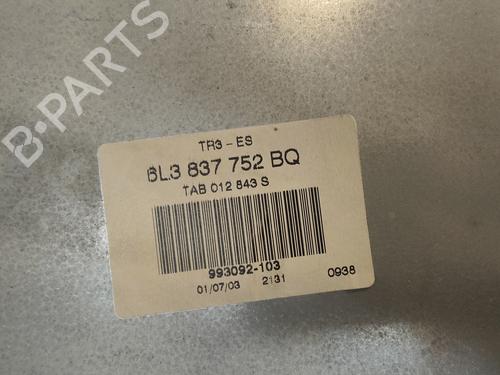 B-PARTS
TR3-ES
6L3 837 752 BQ
TAB 012 843 S
993092-103
01/07/03 2131 0938